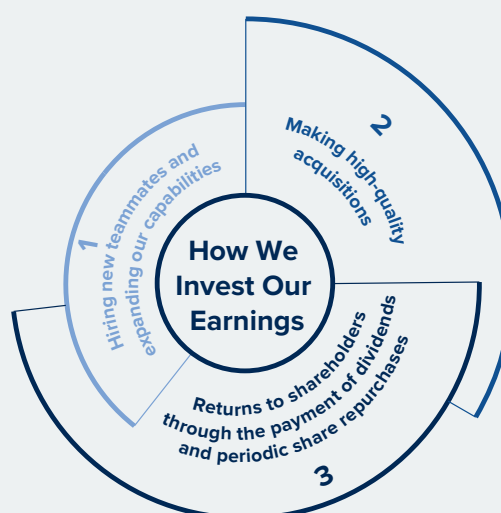 How We
Invest Our
Earnings
1
Hiring new teammates and
expanding our capabilities
2
Making high-quality
acquisitions
Returns to shareholders
through the payment of dividends
and periodic share repurchases
3